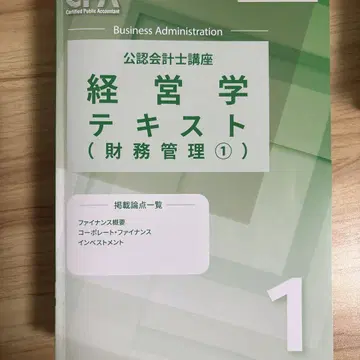 CPA
Certified Public Accountant
Business Administration
公認会計士講座
経営学
テキスト
(財務管理①)
掲載論点一覧
ファイナンス概要
コーポレート・ファイナンス
インベストメント
1